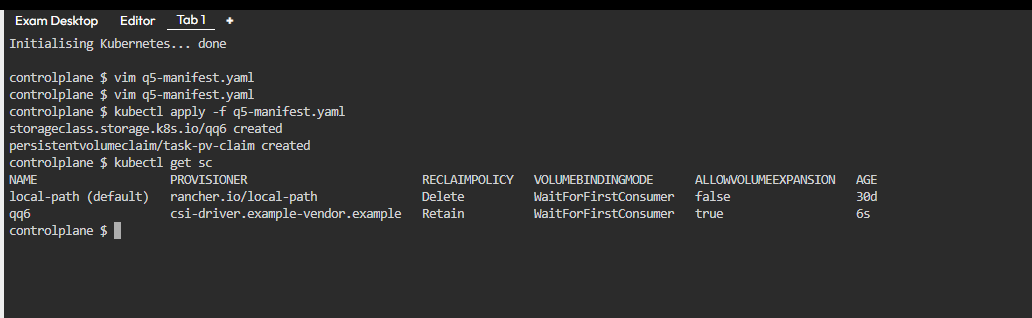 Exam Desktop Editor Tab 1 +
Initialising Kubernetes... done
controlplane $ vim q5-manifest.yaml
controlplane $ vim q5-manifest.yaml
controlplane $ kubectl apply -f q5-manifest.yaml
storageclass.storage.k8s.io/qq6 created
persistentvolumeclaim/task-pv-claim created
controlplane $ kubectl get sc
NAME PROVISIONER RECLAIMPOLICY VOLUMEBINDINGMODE ALLOWVOLUMEEXPANSION AGE
local-path (default) rancher.io/local-path Delete WaitForFirstConsumer false 30d
qq6 csi-driver.example-vendor.example Retain WaitForFirstConsumer true 6s
controlplane $